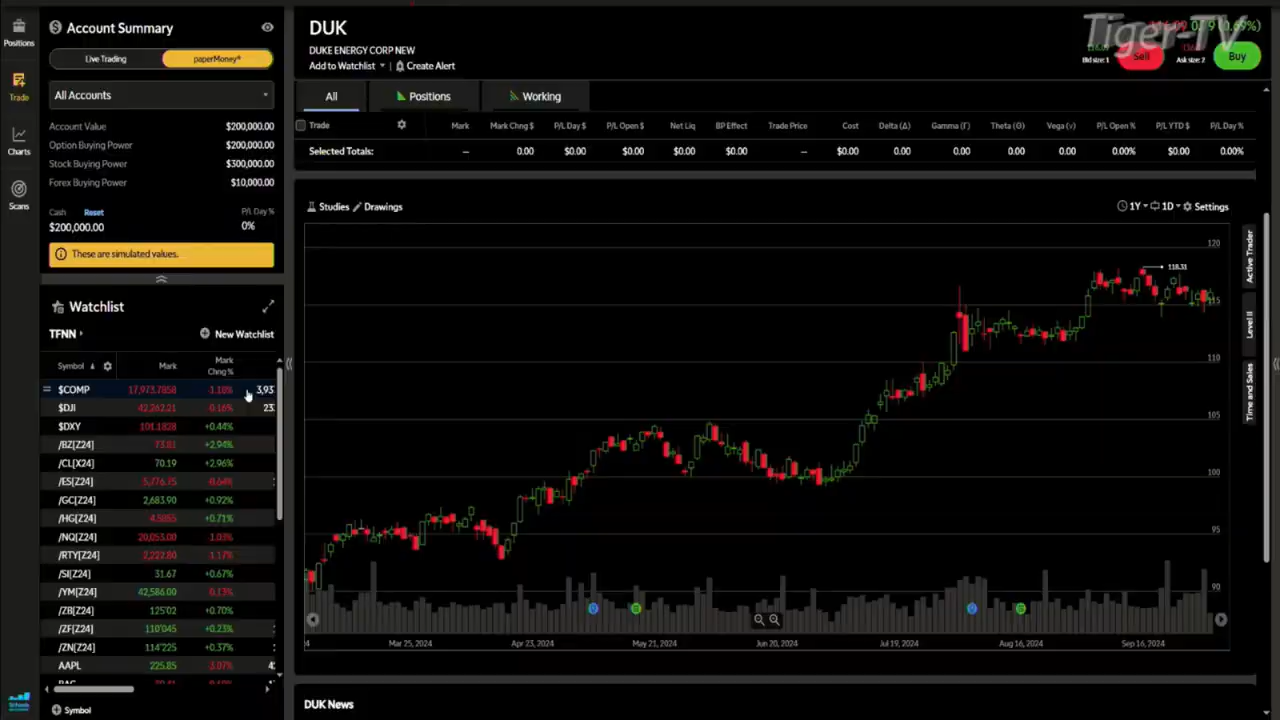 Positions
Trade
Charts
Scans
Account Summary
Live Trading
paperMoney®
All Accounts
Account Value $200,000.00
Option Buying Power $200,000.00
Stock Buying Power $300,000.00
Forex Buying Power $10,000.00
Cash Reset P/L Day %
$200,000.00 0%
These are simulated values.
Watchlist
TFNN
New Watchlist
Symbol Mark Mark Chng %
$COMP 17,973.7858 -1.18% 3,93
$DJI 42,262.21 -0.16% 23
$DXY 101.1828 +0.44%
/BZ[Z24] 73.81 +2.94%
/CL[X24] 70.19 +2.96%
/ES[Z24] 5,776.75 -0.64%
/GC[Z24] 2,683.90 +0.92%
/HG[Z24] 4.5855 +0.71%
/NQ[Z24] 20,053.00 -1.03%
/RTY[Z24] 2,222.80 -1.17%
/SI[Z24] 31.67 +0.67%
/YM[Z24] 42,586.00 -0.13%
/ZB[Z24] 125'02 +0.70%
/ZF[Z24] 110'045 +0.23%
/ZN[Z24] 114'225 +0.37%
AAPL 225.85 -3.07%
Symbol
DUK
DUKE ENERGY CORP NEW
Add to Watchlist Create Alert
Tiger-TV
Bid size: 1
Sell
Ask size: 2
Buy
All Positions Working
Trade Mark Mark Chng $ P/L Day $ P/L Open $ Net Liq BP Effect Trade Price Cost Delta (Δ) Gamma (Γ) Theta (Θ) Vega (ν) P/L Open % P/L YTD $ P/L Day %
Selected Totals: – 0.00 $0.00 $0.00 $0.00 $0.00 – $0.00 0.00 0.00 0.00 0.00 0.00% $0.00 0.00%
Studies Drawings
1Y 1D Settings
120
118.31
115
110
105
100
95
90
Mar 25, 2024 Apr 23, 2024 May 21, 2024 Jun 20, 2024 Jul 19, 2024 Aug 16, 2024 Sep 16, 2024
Active Trader
Level II
Time and Sales
DUK News